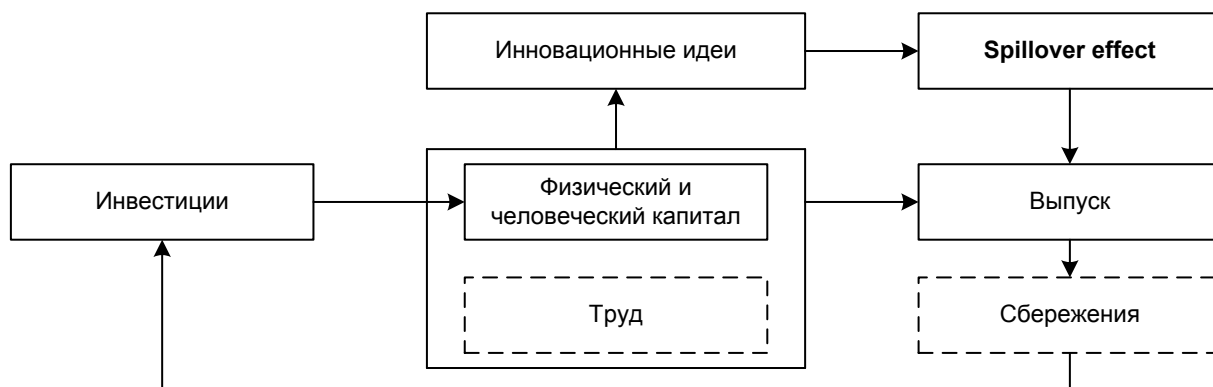 Инновационные идеи
Spillover effect
Инвестиции
Физический и
человеческий капитал
Выпуск
Труд
Сбережения